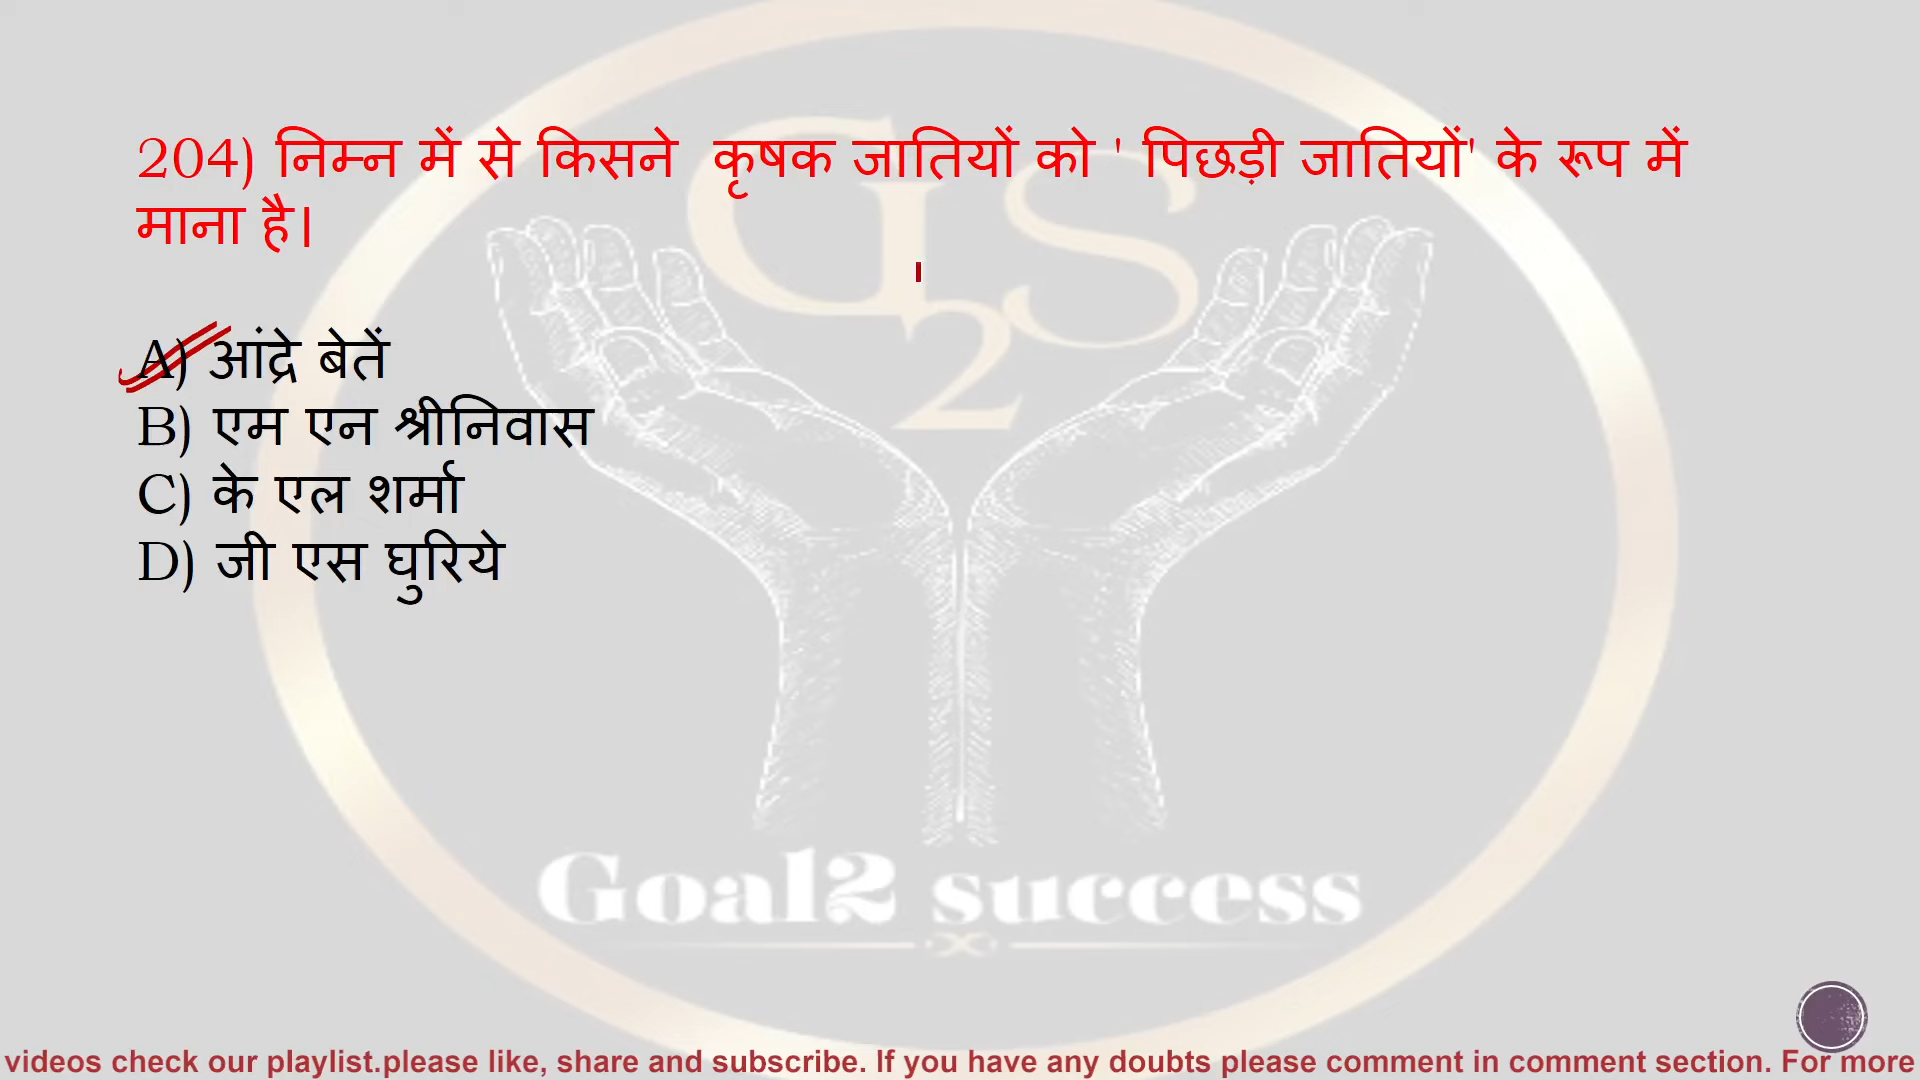 204) निम्न में से किसने कृषक जातियों को ' पिछड़ी जातियों' के रूप में
माना है।
A) आंद्रे बेतें
B) एम एन श्रीनिवास
C) के एल शर्मा
D) जी एस घुरिये
G2S
Goal2 success
videos check our playlist.please like, share and subscribe. If you have any doubts please comment in comment section. For more